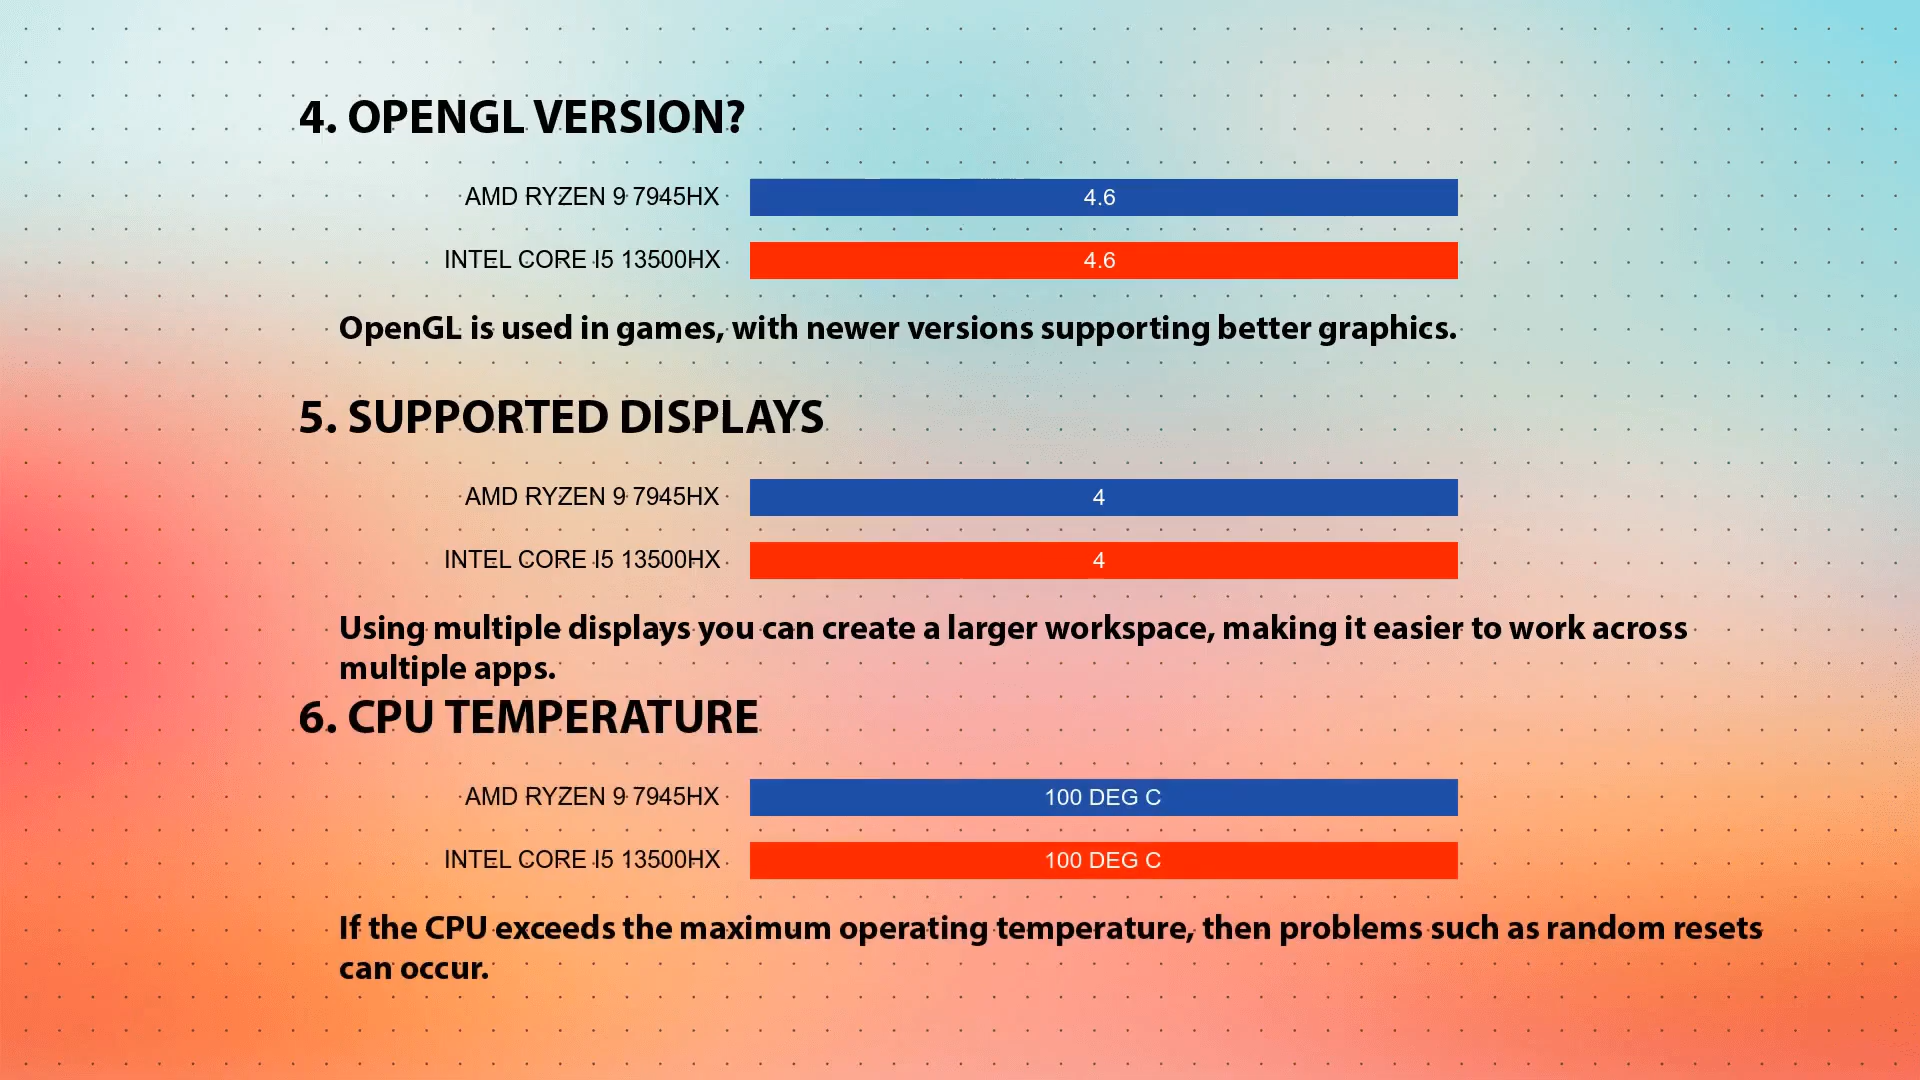 4. OPENGL VERSION?
AMD RYZEN 9 7945HX
4.6
INTEL CORE I5 13500HX
4.6
OpenGL is used in games, with newer versions supporting better graphics.
5. SUPPORTED DISPLAYS
AMD RYZEN 9 7945HX
4
INTEL CORE I5 13500HX
4
Using multiple displays you can create a larger workspace, making it easier to work across
multiple apps.
6. CPU TEMPERATURE
AMD RYZEN 9 7945HX
100 DEG C
INTEL CORE I5 13500HX
100 DEG C
If the CPU exceeds the maximum operating temperature, then problems such as random resets
can occur.